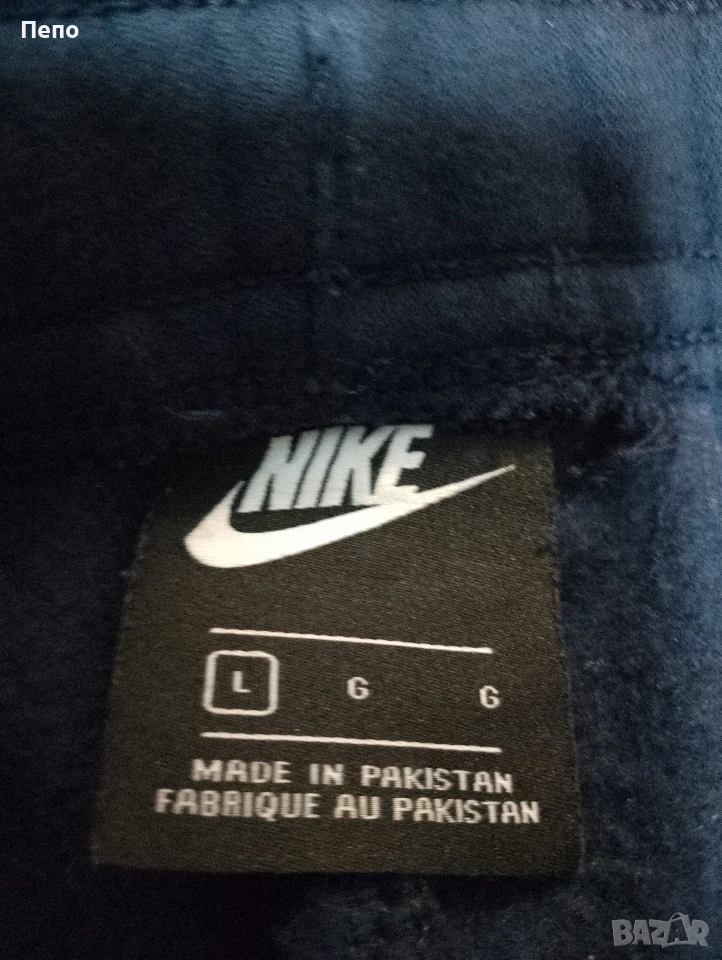 Пепо
NIKE
L G G
MADE IN PAKISTAN
FABRIQUE AU PAKISTAN
BAZAR